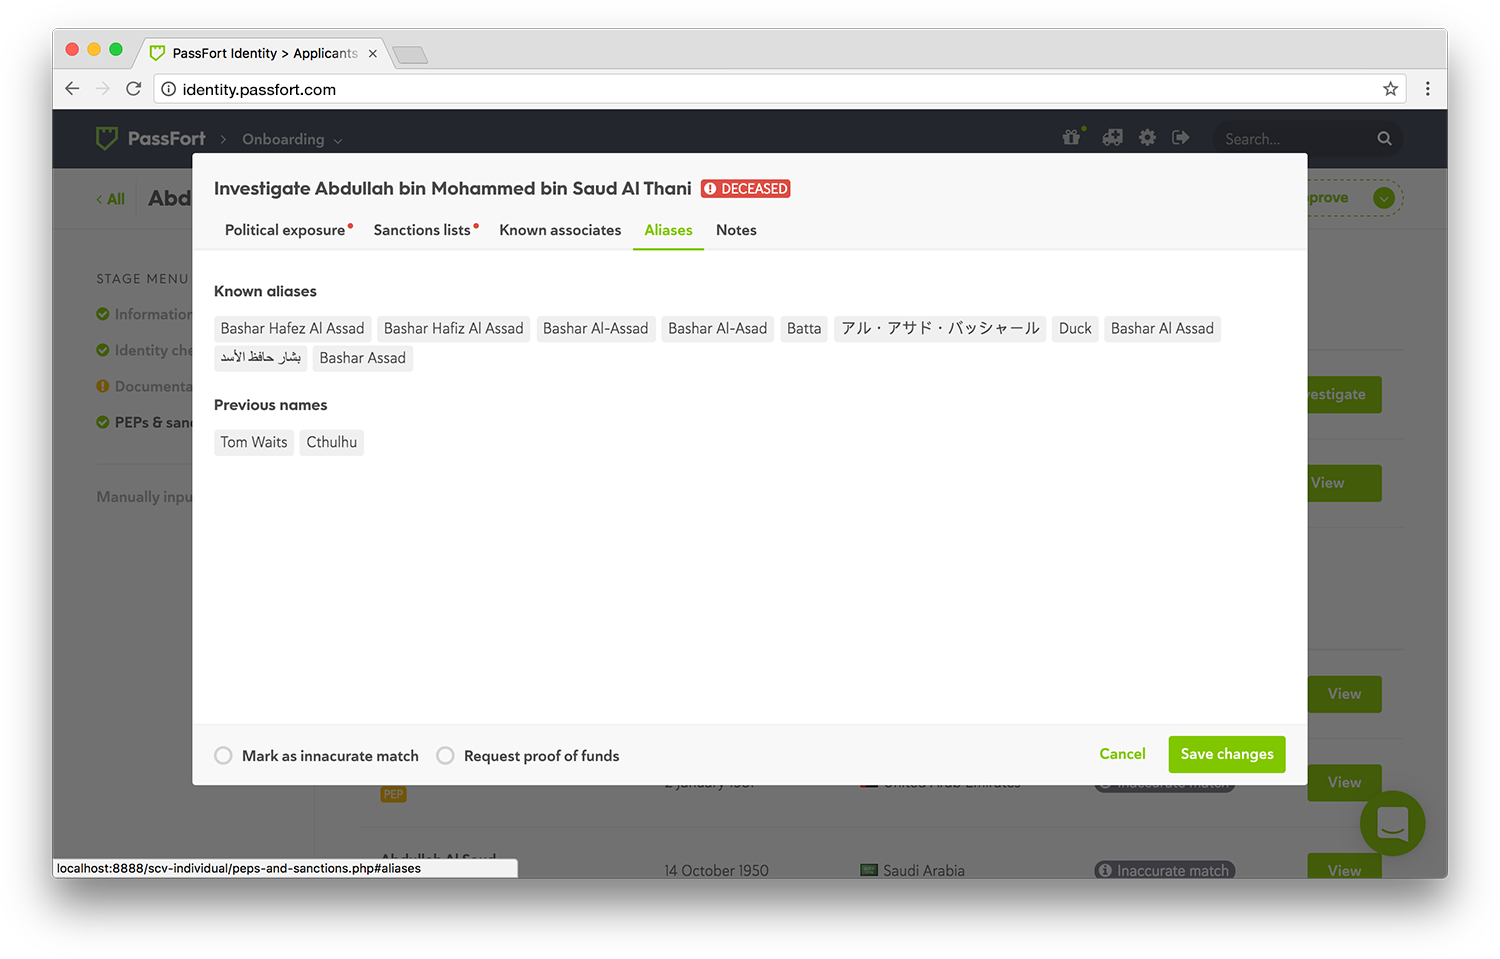 PassFort Identity > Applicants
identity.passfort.com
PassFort > Onboarding
Search...
All
Abd
prove
Investigate Abdullah bin Mohammed bin Saud Al Thani DECEASED
Political exposure Sanctions lists Known associates Aliases Notes
STAGE MENU
Information
Identity che
Documenta
PEPs & san
Manually inpu
Known aliases
Bashar Hafez Al Assad Bashar Hafiz Al Assad Bashar Al-Assad Bashar Al-Asad Batta アル・アサド・バッシャール Duck Bashar Al Assad
بشار حافظ الأسد Bashar Assad
Previous names
Tom Waits Cthulhu
estigate
View
View
Mark as innacurate match Request proof of funds Cancel Save changes
PEP 2 January 1957 United Arab Emirates Inaccurate match View
Abdullah Al Saud
14 October 1950 Saudi Arabia Inaccurate match View
localhost:8888/scv-individual/peps-and-sanctions.php#aliases